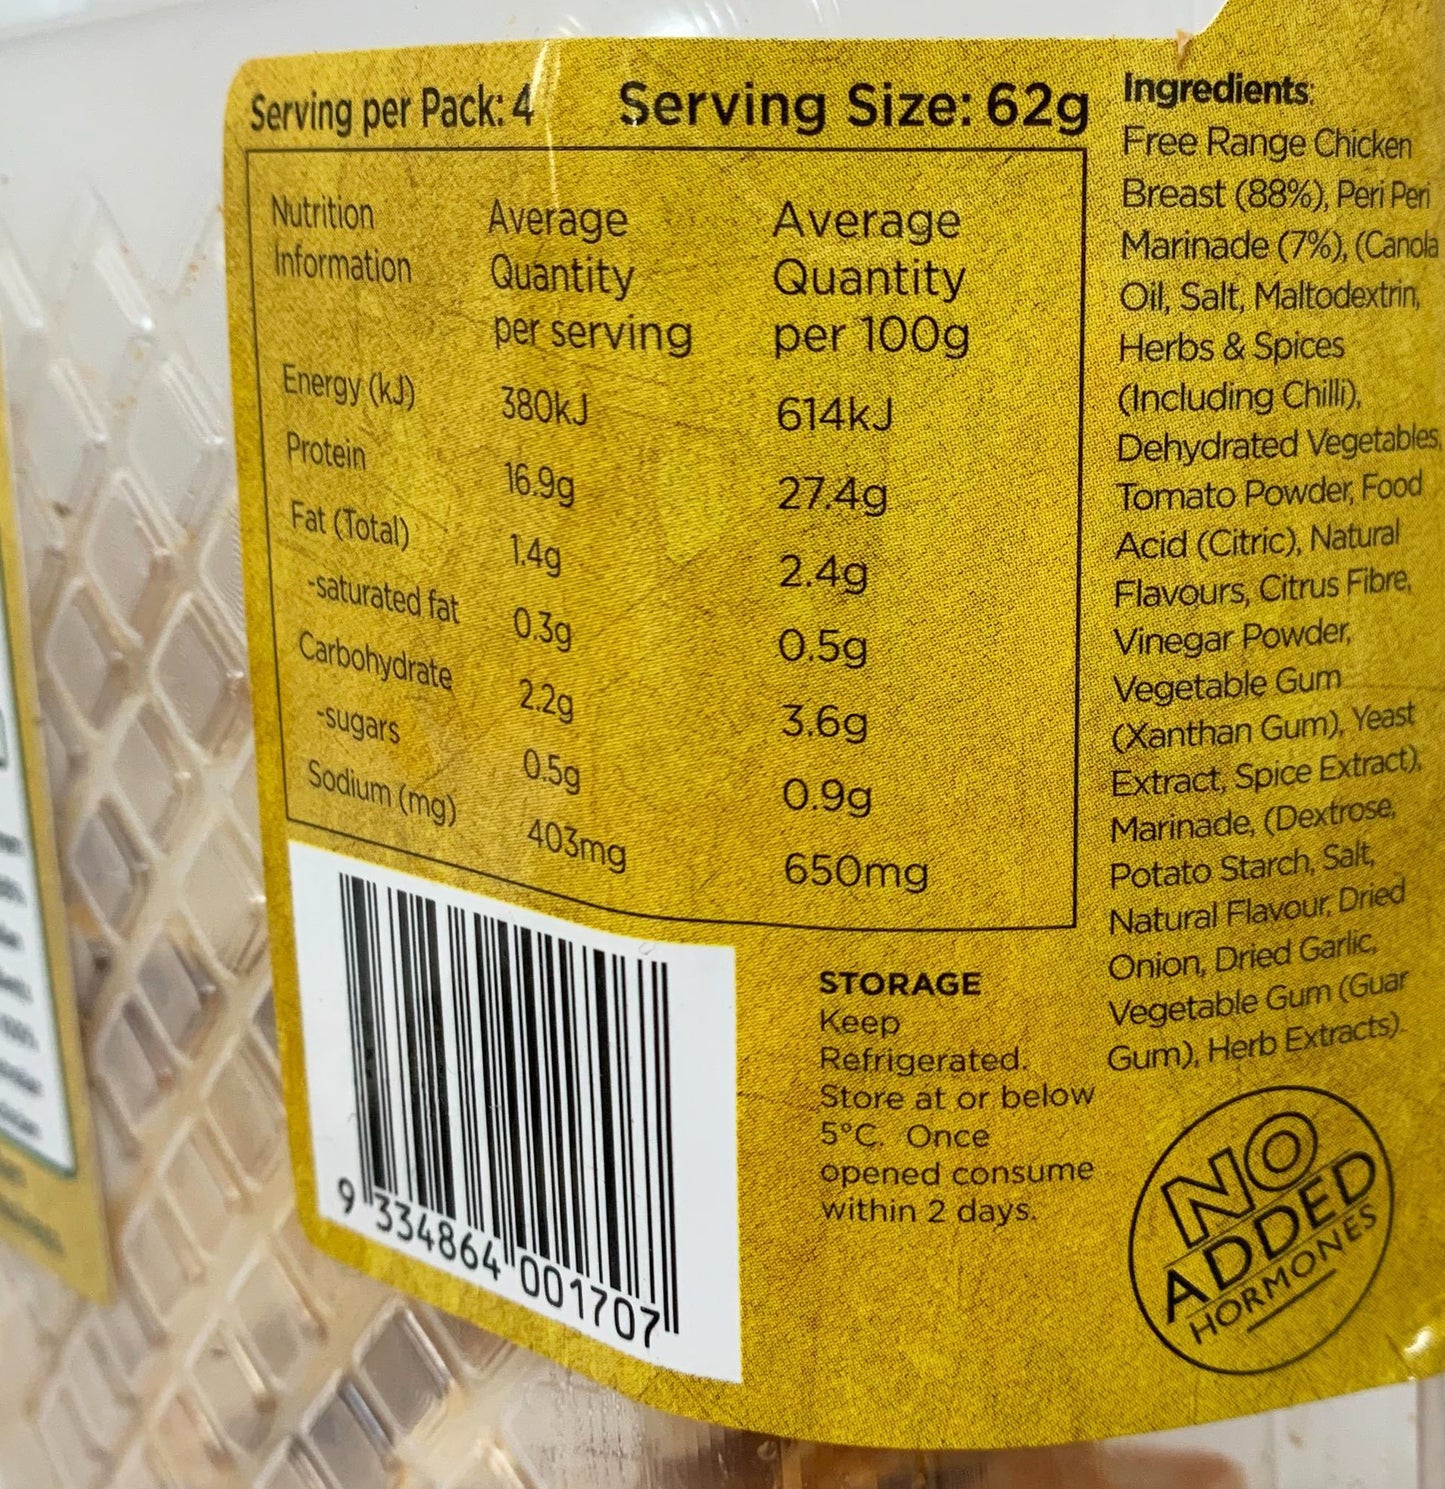 Serving per Pack: 4 Serving Size: 62g
Nutrition Information Average Quantity per serving Average Quantity per 100g
Energy (kJ) 380kJ 614kJ
Protein 16.9g 27.4g
Fat (Total) 1.4g 2.4g
-saturated fat 0.3g 0.5g
Carbohydrate 2.2g 3.6g
-sugars 0.5g 0.9g
Sodium (mg) 403mg 650mg
Ingredients:
Free Range Chicken
Breast (88%), Peri Peri
Marinade (7%), (Canola
Oil, Salt, Maltodextrin,
Herbs & Spices
(Including Chilli),
Dehydrated Vegetables,
Tomato Powder, Food
Acid (Citric), Natural
Flavours, Citrus Fibre,
Vinegar Powder,
Vegetable Gum
(Xanthan Gum), Yeast
Extract, Spice Extract),
Marinade, (Dextrose,
Potato Starch, Salt,
Natural Flavour, Dried
Onion, Dried Garlic,
Vegetable Gum (Guar
Gum), Herb Extracts).
STORAGE
Keep
Refrigerated.
Store at or below
5°C. Once
opened consume
within 2 days.
9 334864 001707
NO
ADDED
HORMONES